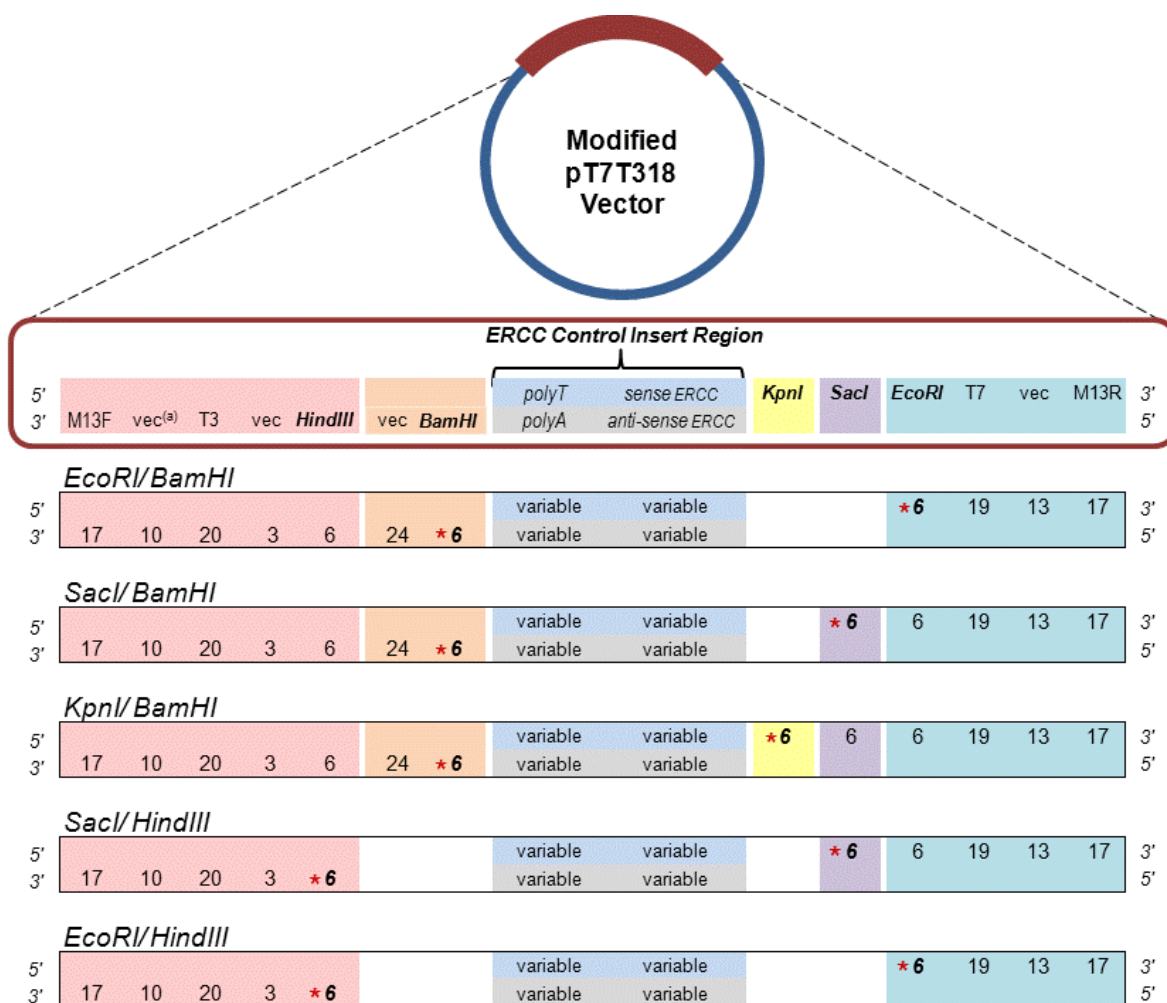 Modified
pT7T318
Vector
ERCC Control Insert Region
5' polyT sense ERCC KpnI SacI EcoRI T7 vec M13R 3'
3' M13F vec(a) T3 vec HindIII vec BamHI polyA anti-sense ERCC 5'
EcoRI/BamHI
5' variable variable *6 19 13 17 3'
3' 17 10 20 3 6 24 *6 variable variable 5'
SacI/BamHI
5' variable variable *6 6 19 13 17 3'
3' 17 10 20 3 6 24 *6 variable variable 5'
KpnI/BamHI
5' variable variable *6 6 6 19 13 17 3'
3' 17 10 20 3 6 24 *6 variable variable 5'
SacI/HindIII
5' variable variable *6 6 19 13 17 3'
3' 17 10 20 3 *6 variable variable 5'
EcoRI/HindIII
5' variable variable *6 19 13 17 3'
3' 17 10 20 3 *6 variable variable 5'